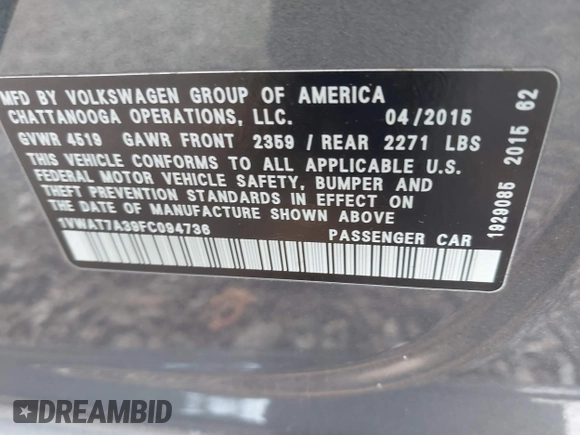 MFD BY VOLKSWAGEN GROUP OF AMERICA
CHATTANOOGA OPERATIONS, LLC. 04/2015
GVWR 4519 GAWR FRONT 2359 / REAR 2271 LBS
THIS VEHICLE CONFORMS TO ALL APPLICABLE U.S.
FEDERAL MOTOR VEHICLE SAFETY, BUMPER AND
THEFT PREVENTION STANDARDS IN EFFECT ON
THE DATE OF MANUFACTURE SHOWN ABOVE
1VWAT7A39FC094736 PASSENGER CAR
1929085 2015 62
DREAMBID